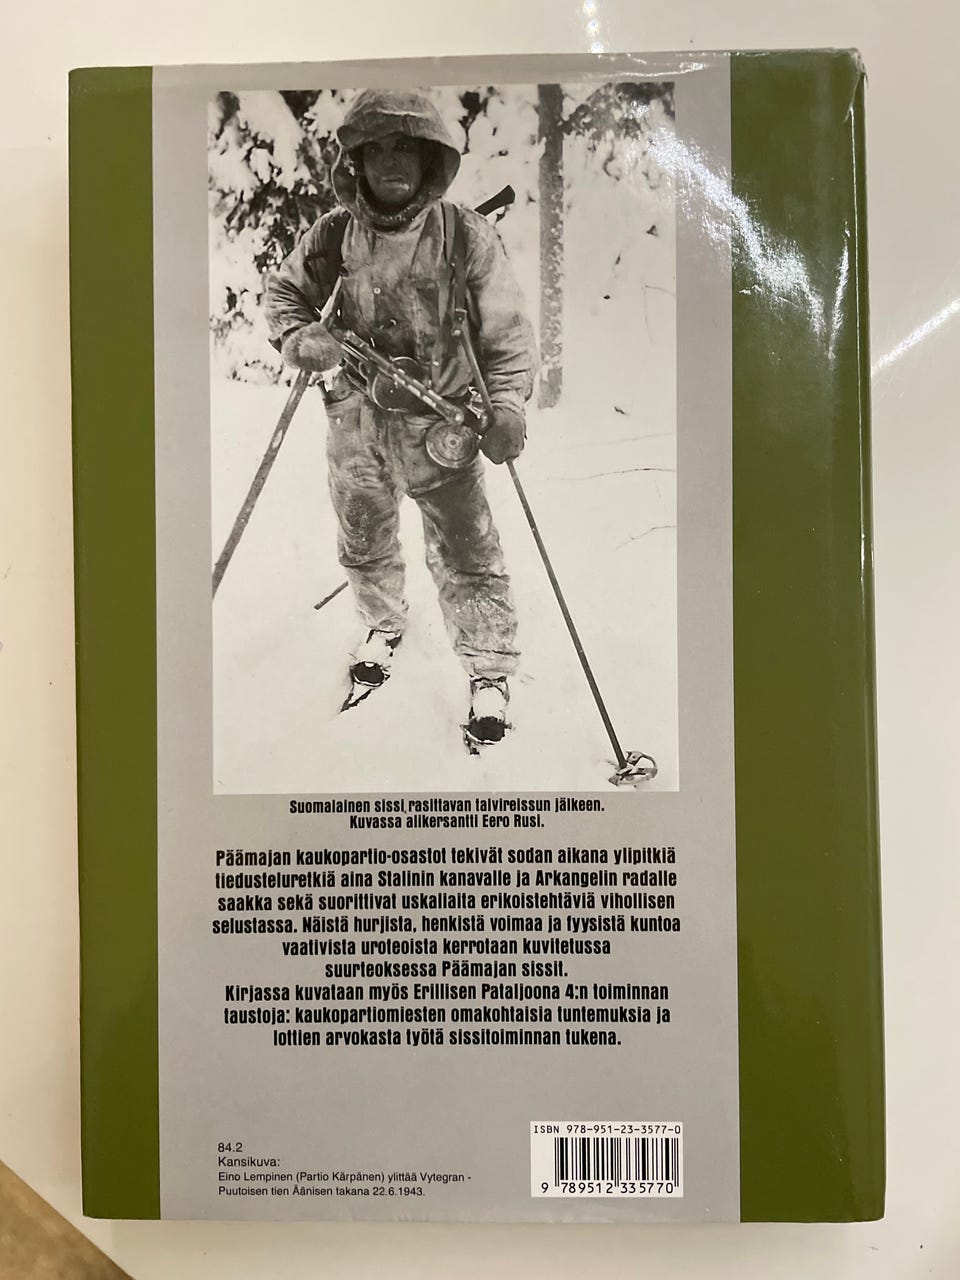 Suomalainen sissi rasittavan talvireissun jälkeen.
Kuvassa alikersantti Eero Rusi.
Päämajan kaukopartio-osastot tekivät sodan aikana ylipitkiä
tiedusteluretkiä aina Stalinin kanavalle ja Arkangelin radalle
saakka sekä suorittivat uskaliaita erikoistehtäviä vihollisen
selustassa. Näistä hurjista, henkistä voimaa ja fyysistä kuntoa
vaativista uroteoista kerrotaan kuvitetussa
suurteoksessa Päämajan sissit.
Kirjassa kuvataan myös Erillisen Pataljoona 4:n toiminnan
taustoja: kaukopartiomiesten omakohtaisia tuntemuksia ja
lottien arvokasta työtä sissitoiminnan tukena.
ISBN 978-951-23-3577-0
9 789512 335770
84.2
Kansikuva:
Eino Lempinen (Partio Kärpänen) ylittää Vytegran -
Puutoisen tien Äänisen takana 22.6.1943.